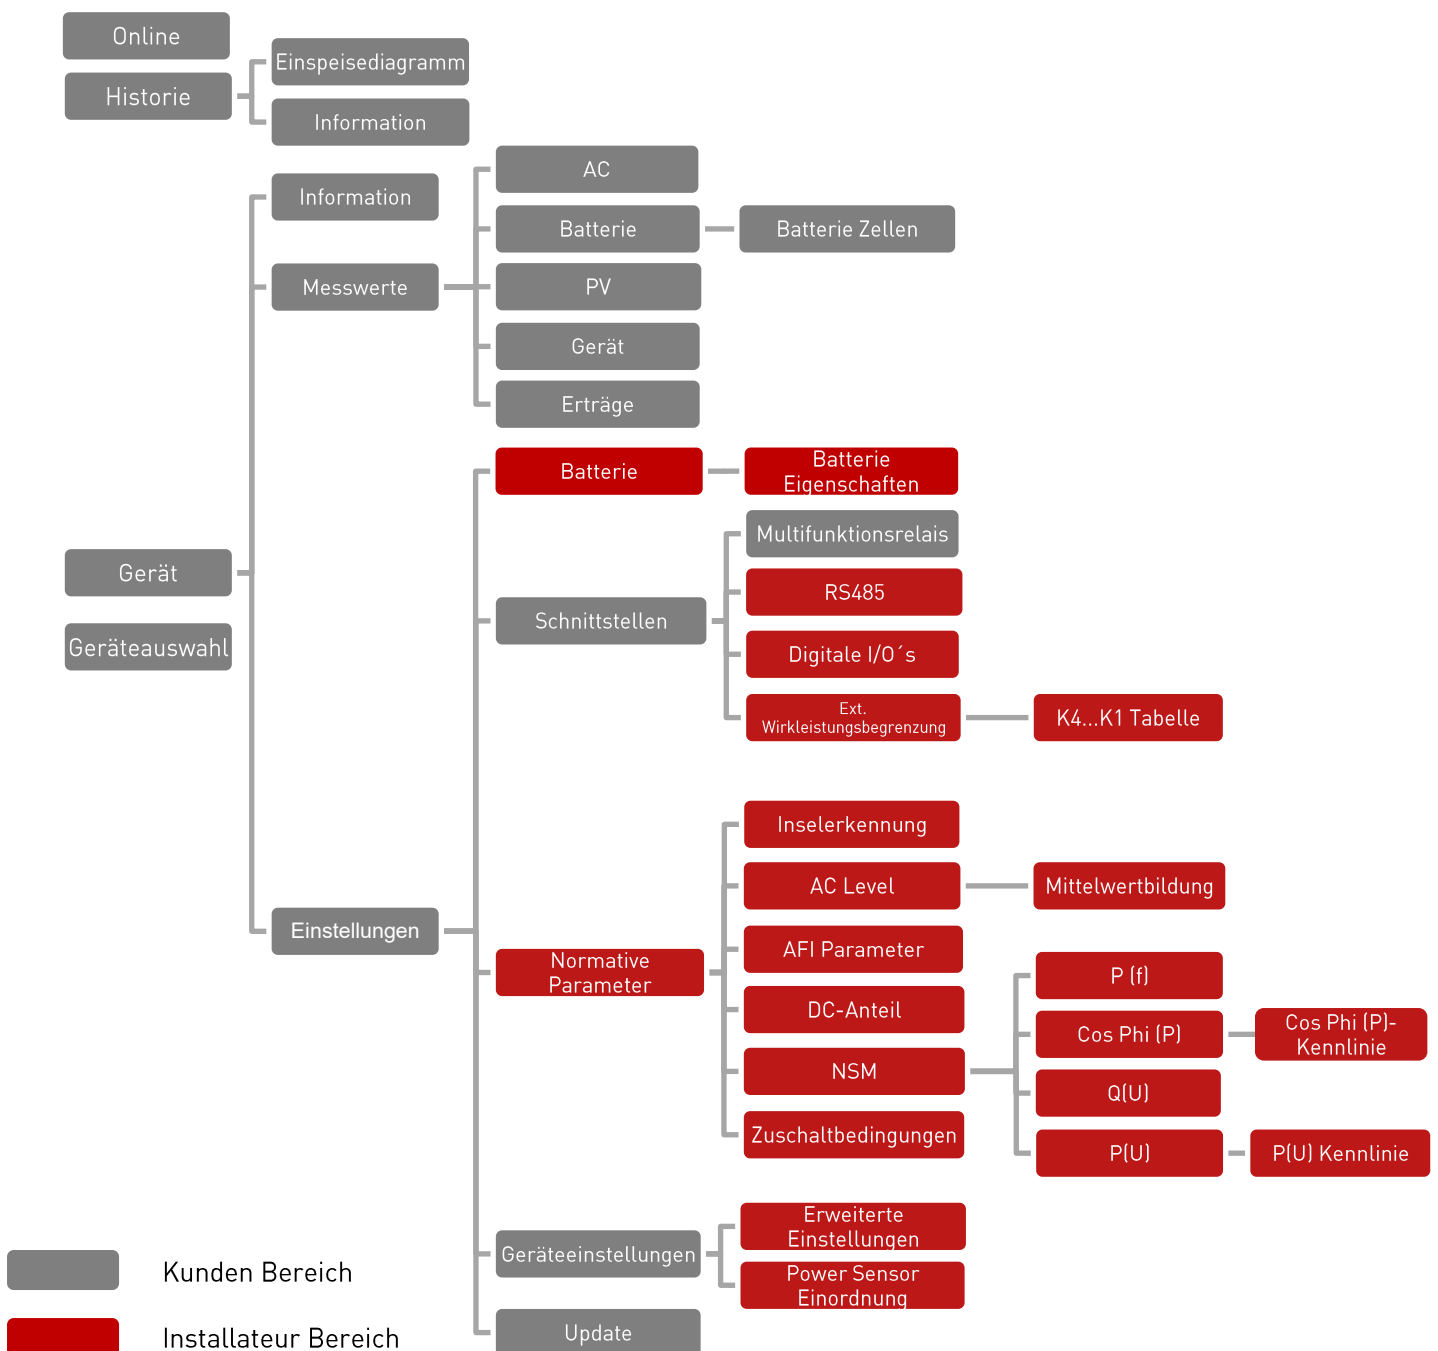 Online
Historie
Einspeisediagramm
Information
Information
Messwerte
AC
Batterie
Batterie Zellen
PV
Gerät
Erträge
Gerät
Geräteauswahl
Einstellungen
Batterie
Batterie
Eigenschaften
Schnittstellen
Multifunktionsrelais
RS485
Digitale I/O´s
Ext.
Wirkleistungsbegrenzung
K4...K1 Tabelle
Normative
Parameter
Inselerkennung
AC Level
Mittelwertbildung
AFI Parameter
DC-Anteil
NSM
P (f)
Cos Phi (P)
Cos Phi (P)-
Kennlinie
Q(U)
P(U)
P(U) Kennlinie
Zuschaltbedingungen
Geräteeinstellungen
Erweiterte
Einstellungen
Power Sensor
Einordnung
Update
Kunden Bereich
Installateur Bereich